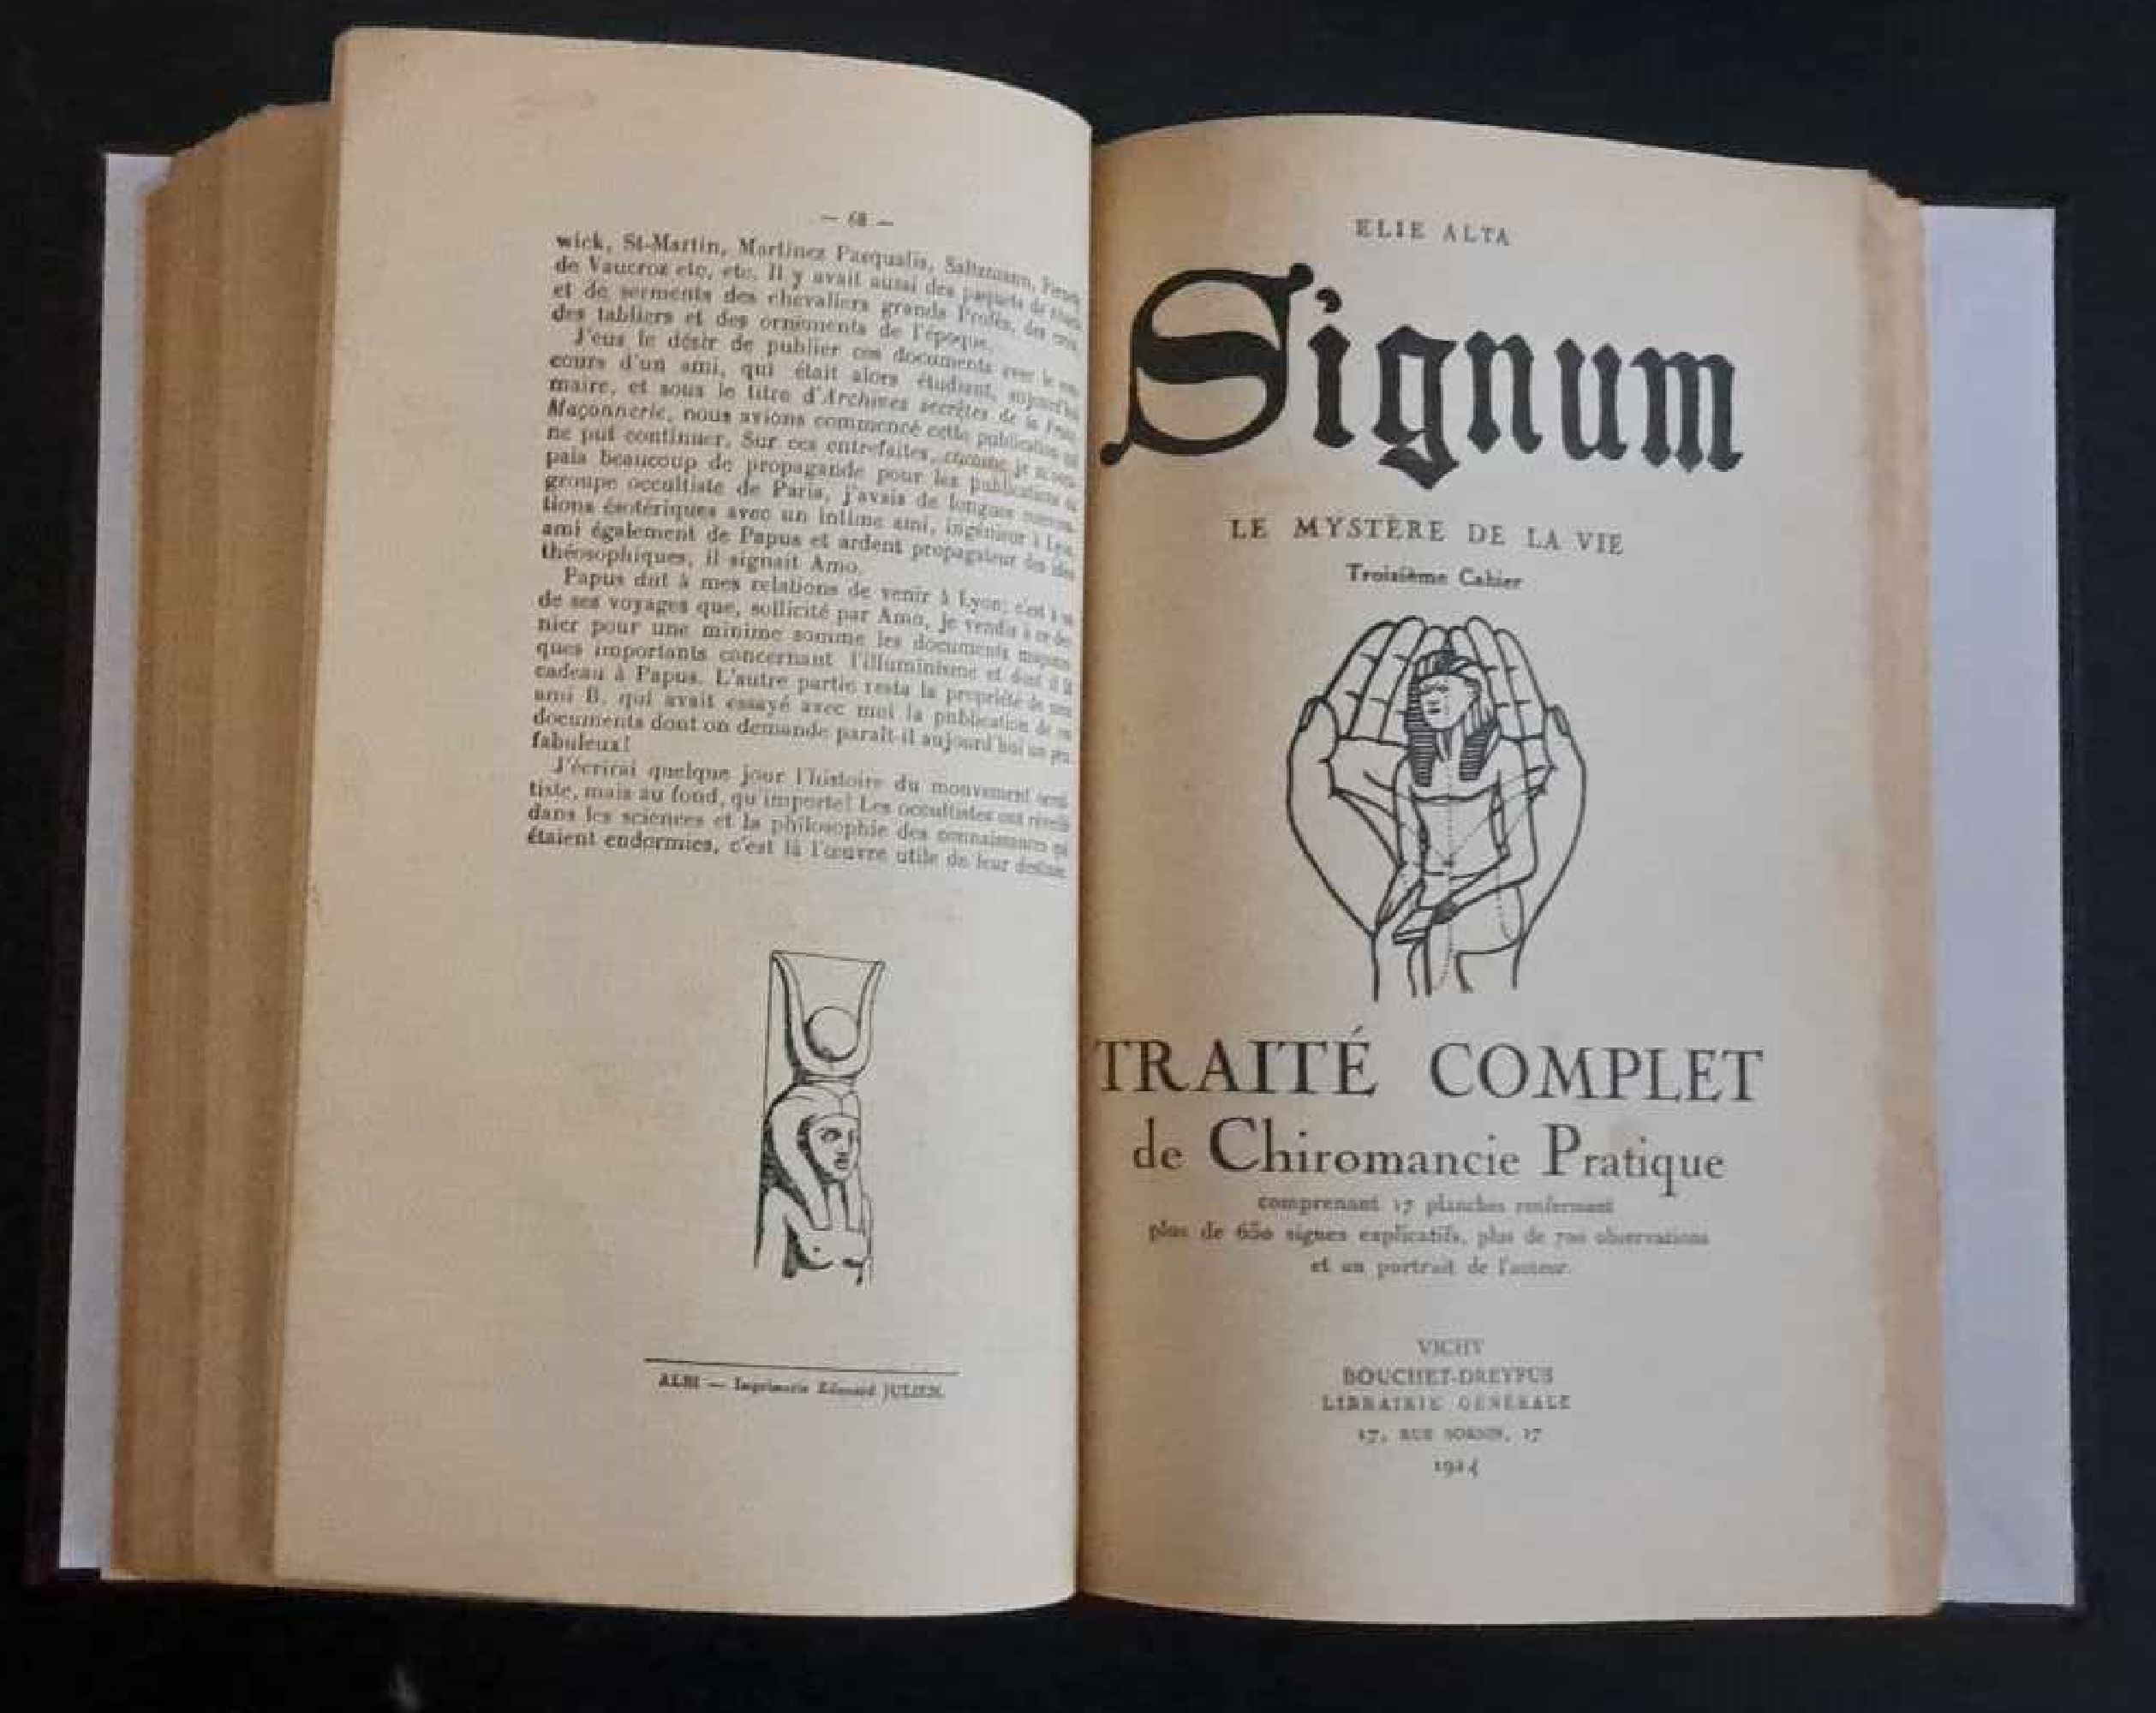 — 68 —
wick, St-Martin, Martinez Pasqualis, Saltzmann,
de Vaucroz etc, etc. Il y avait aussi des paquets de
et de serments des chevaliers grands Profès, des
des tabliers et des ornements de l'époque.
J'eus le désir de publier ces documents avec le
cours d'un ami, qui était alors étudiant, aujourd'hui
maire, et sous le titre d'Archives secrètes de la
Maçonnerie, nous avions commencé cette publication
ne put continuer. Sur ces entrefaites, comme je
pais beaucoup de propagande pour les publications
groupe occultiste de Paris, j'avais de longues
tions ésotériques avec un intime ami, ingénieur à
ami également de Papus et ardent propagateur des
théosophiques, il signait Amo.
Papus dut à mes relations de venir à Lyon; c'est à
de ses voyages que, sollicité par Amo, je vendis à ce
nier pour une minime somme les documents
ques importants concernant l'illuminisme et dont il
cadeau à Papus. L'autre partie resta la propriété de
ami B. qui avait essayé avec moi la publication de
documents dont on demande paraît-il aujourd'hui un
fabuleux!
J'écrirai quelque jour l'histoire du mouvement
tiste, mais au fond, qu'importe! Les occultistes ont
dans les sciences et la philosophie des connaissances
étaient endormies, c'est là l'œuvre utile de leur
ALBI — Imprimerie Edouard JULIEN.
ELIE ALTA
Signum
LE MYSTÈRE DE LA VIE
Troisième Cahier
TRAITÉ COMPLET
de Chiromancie Pratique
comprenant 17 planches renfermant
plus de 650 signes explicatifs, plus de 700 observations
et un portrait de l'auteur.
VICHY
BOUCHET-DREYFUS
LIBRAIRIE GÉNÉRALE
17, RUE SORNIN, 17
1924